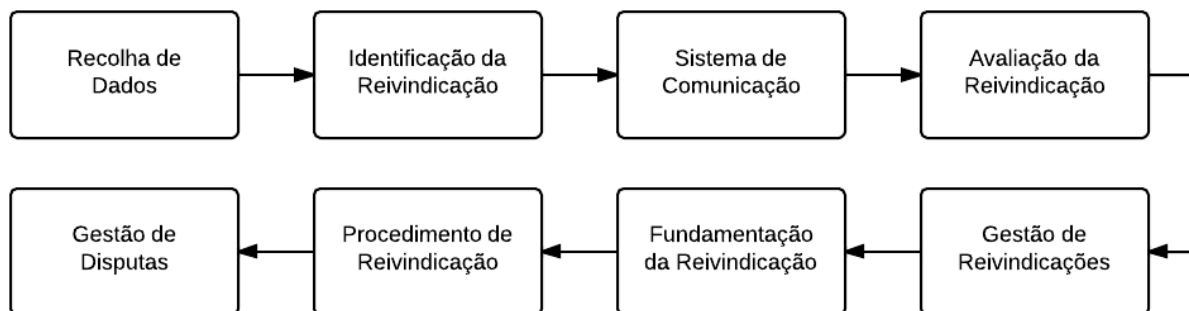 Recolha de
Dados
Identificação da
Reivindicação
Sistema de
Comunicação
Avaliação da
Reivindicação
Gestão de
Reivindicações
Fundamentação
da Reivindicação
Procedimento de
Reivindicação
Gestão de
Disputas